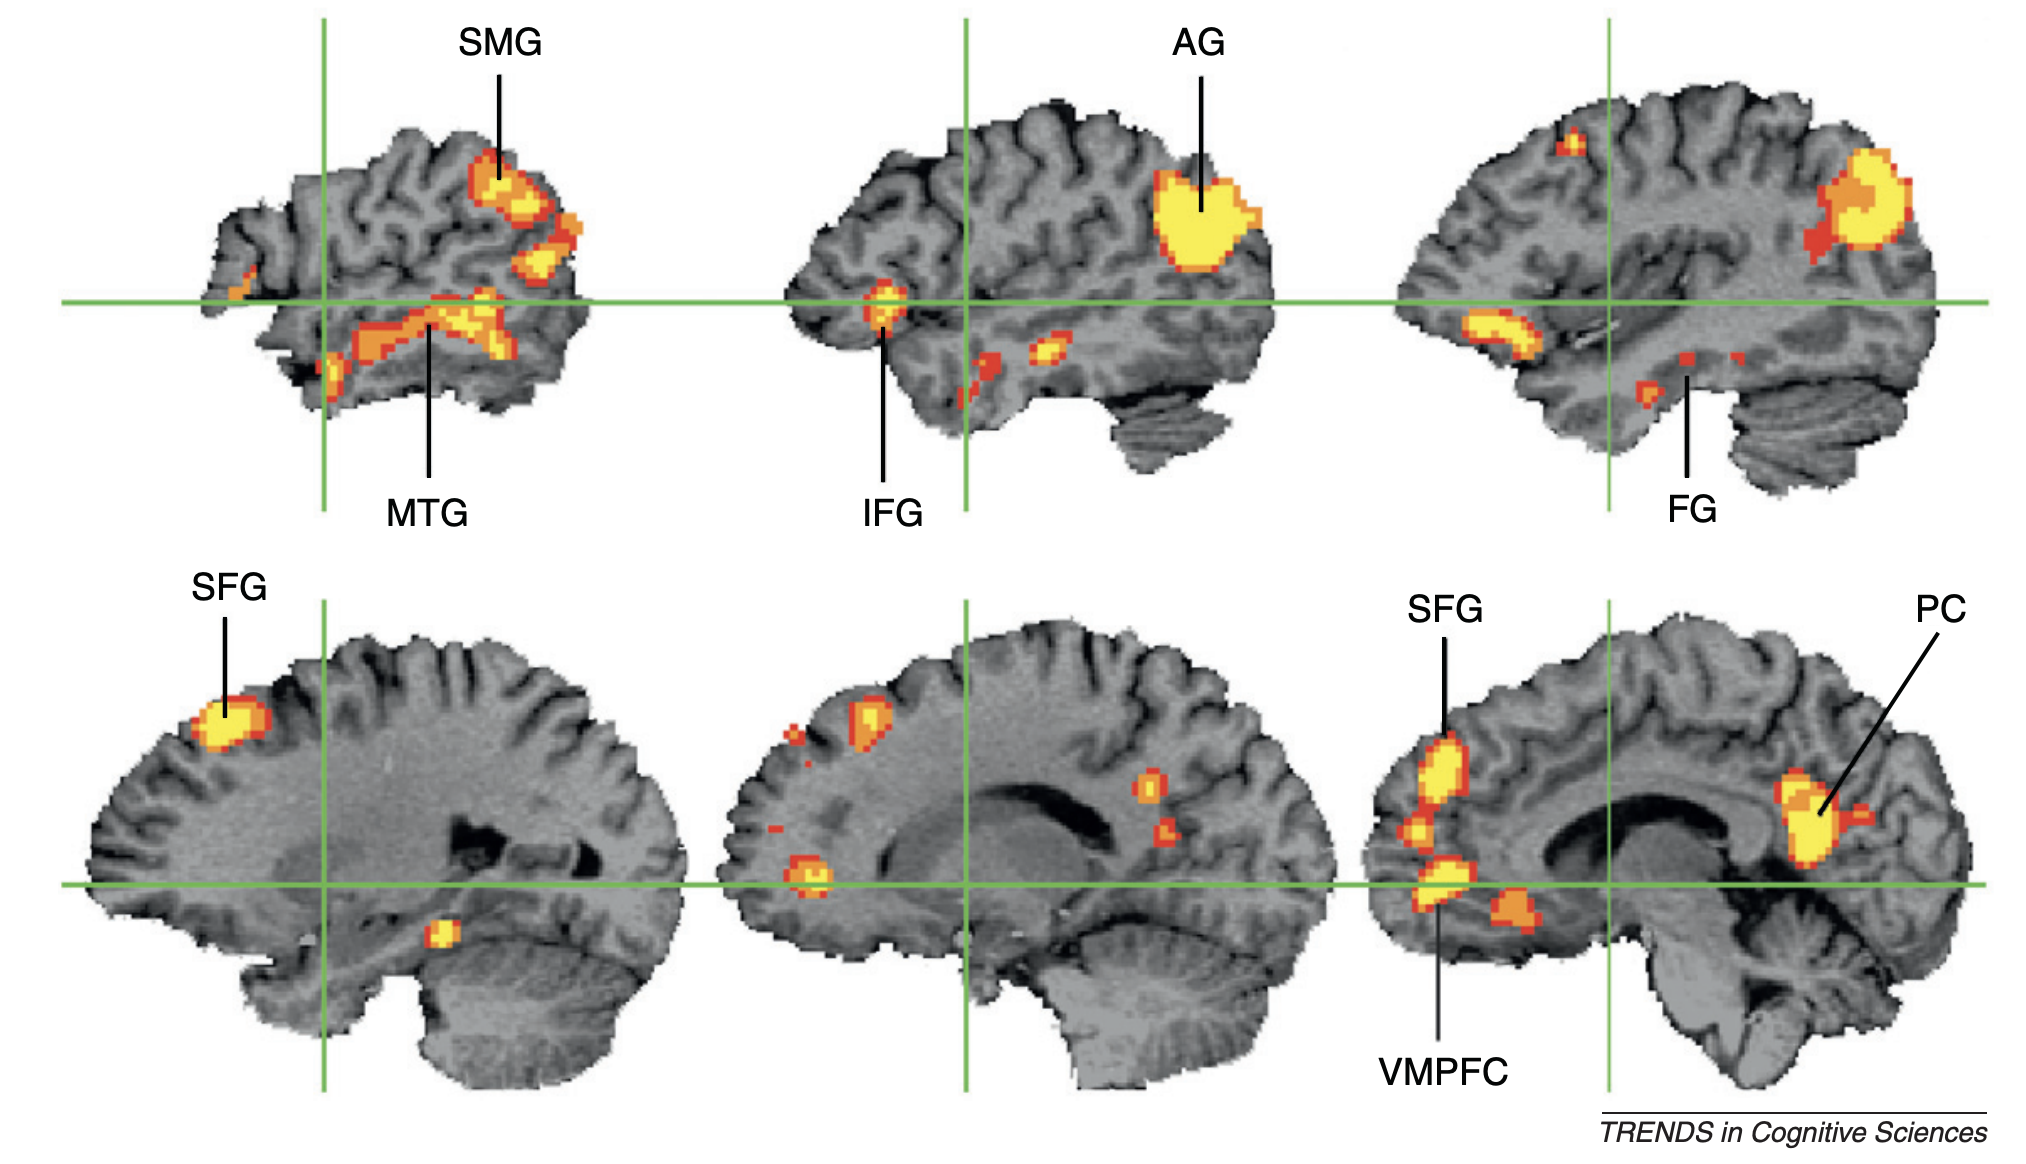 SMG
AG
MTG
IFG
FG
SFG
SFG
PC
VMPFC
TRENDS in Cognitive Sciences